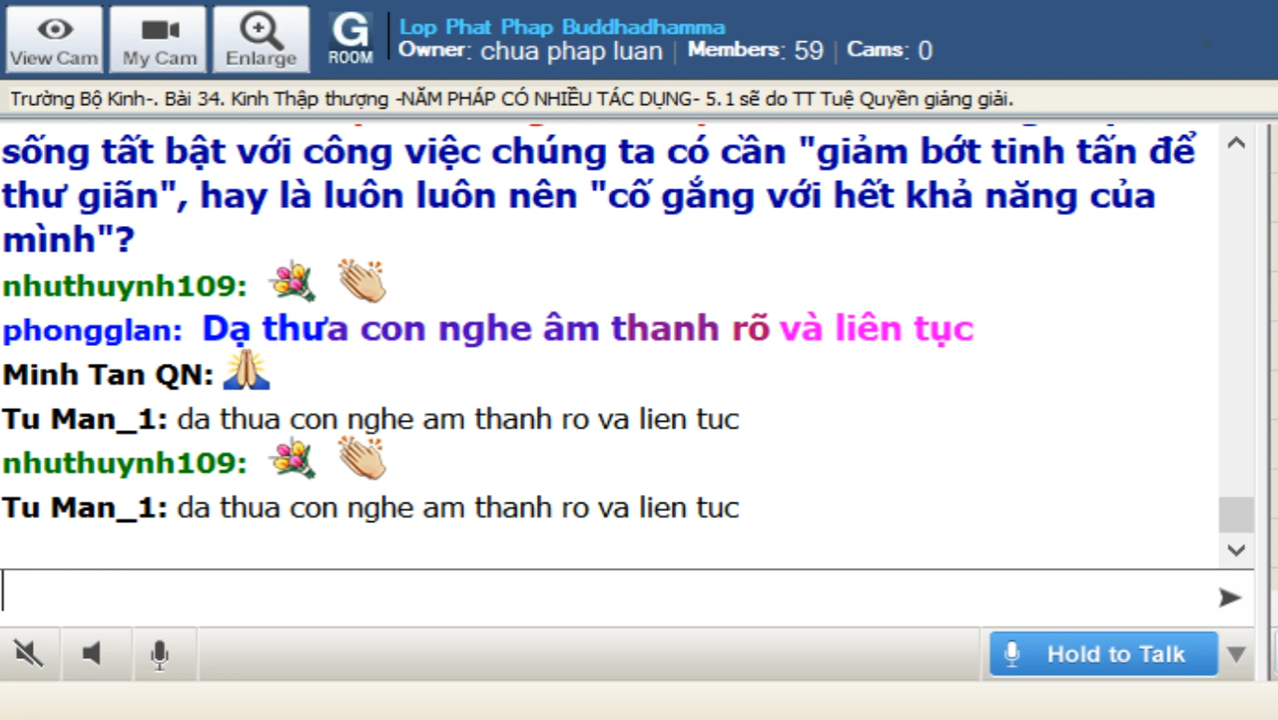 View Cam
My Cam
Enlarge
G
ROOM
Lop Phat Phap Buddhadhamma
Owner: chua phap luan | Members: 59 | Cams: 0
Trường Bộ Kinh-. Bài 34. Kinh Thập thượng -NĂM PHÁP CÓ NHIỀU TÁC DỤNG- 5.1 sẽ do TT Tuệ Quyền giảng giải.
sống tất bật với công việc chúng ta có cần "giảm bớt tinh tấn để
thư giãn", hay là luôn luôn nên "cố gắng với hết khả năng của
mình"?
nhuthuynh109:
phongglan: Dạ thưa con nghe âm thanh rõ và liên tục
Minh Tan QN:
Tu Man_1: da thua con nghe am thanh ro va lien tuc
nhuthuynh109:
Tu Man_1: da thua con nghe am thanh ro va lien tuc
Hold to Talk